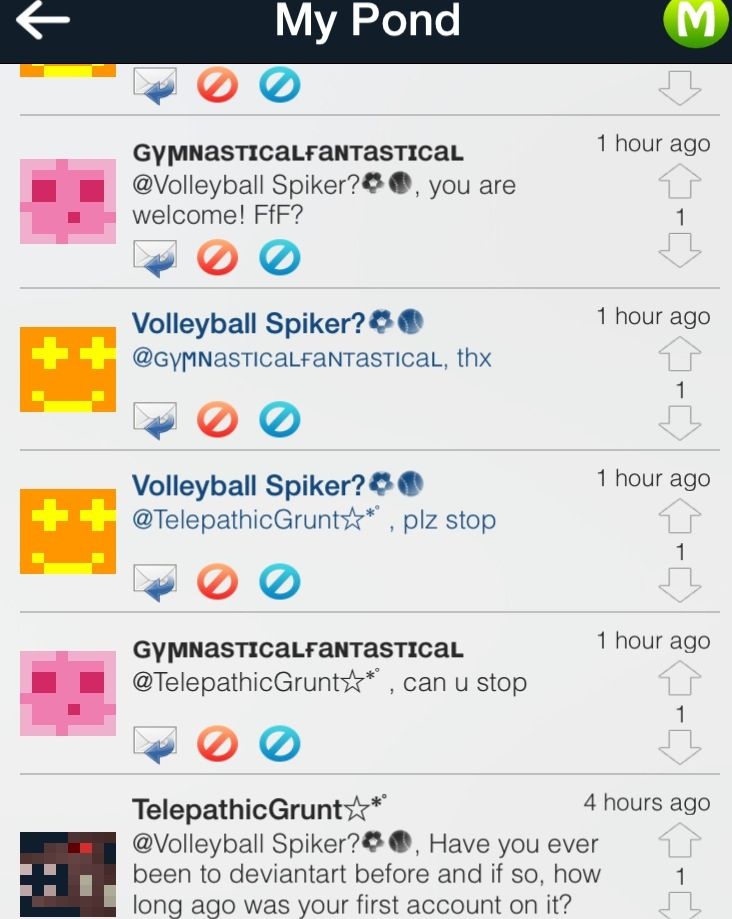 My Pond
M
GγᎮNasTIcaLғaNTasTIcaL
1 hour ago
@Volleyball Spiker?⚽⚾, you are
welcome! FfF?
1
Volleyball Spiker?⚽⚾
1 hour ago
@GγᎮNasTIcaLғaNTasTIcaL, thx
1
Volleyball Spiker?⚽⚾
1 hour ago
@TelepathicGrunt☆*ﾟ, plz stop
1
GγᎮNasTIcaLғaNTasTIcaL
1 hour ago
@TelepathicGrunt☆*ﾟ, can u stop
1
TelepathicGrunt☆*ﾟ
4 hours ago
@Volleyball Spiker?⚽⚾, Have you ever
been to deviantart before and if so, how
long ago was your first account on it?
1